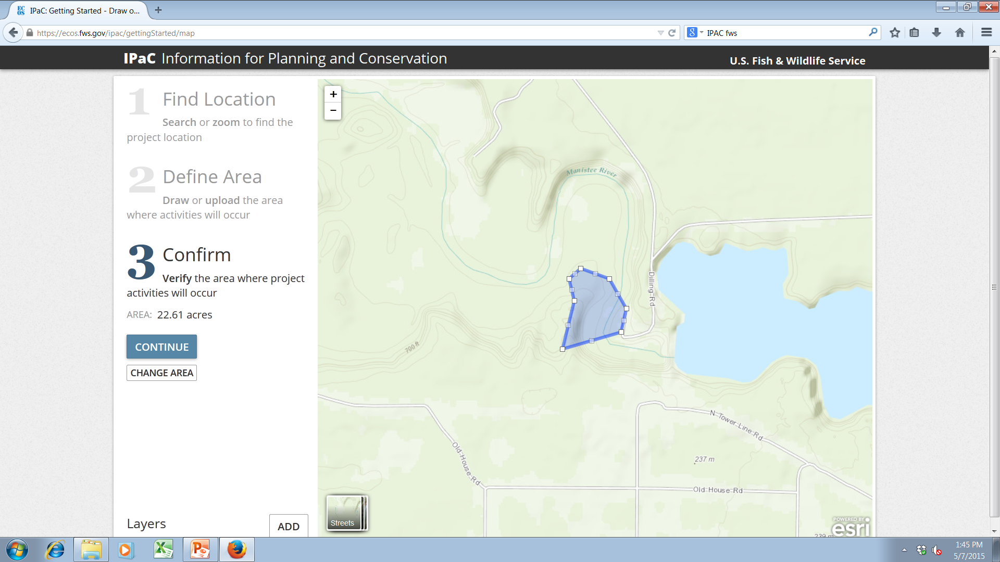 EC
OS
IPaC: Getting Started - Draw o...
https://ecos.fws.gov/ipac/gettingStarted/map
8
IPAC fws
IPaC Information for Planning and Conservation
U.S. Fish & Wildlife Service
1
Find Location
Search or zoom to find the
project location
2
Define Area
Draw or upload the area
where activities will occur
3
Confirm
Verify the area where project
activities will occur
AREA: 22.61 acres
CONTINUE
CHANGE AREA
Layers
ADD
+
−
Manistee River
Dilling Rd
700 ft
N Tower Line Rd
Old House Rd
237 m
Old House Rd
Streets
POWERED BY
esri
239 m
1:45 PM
5/7/2015